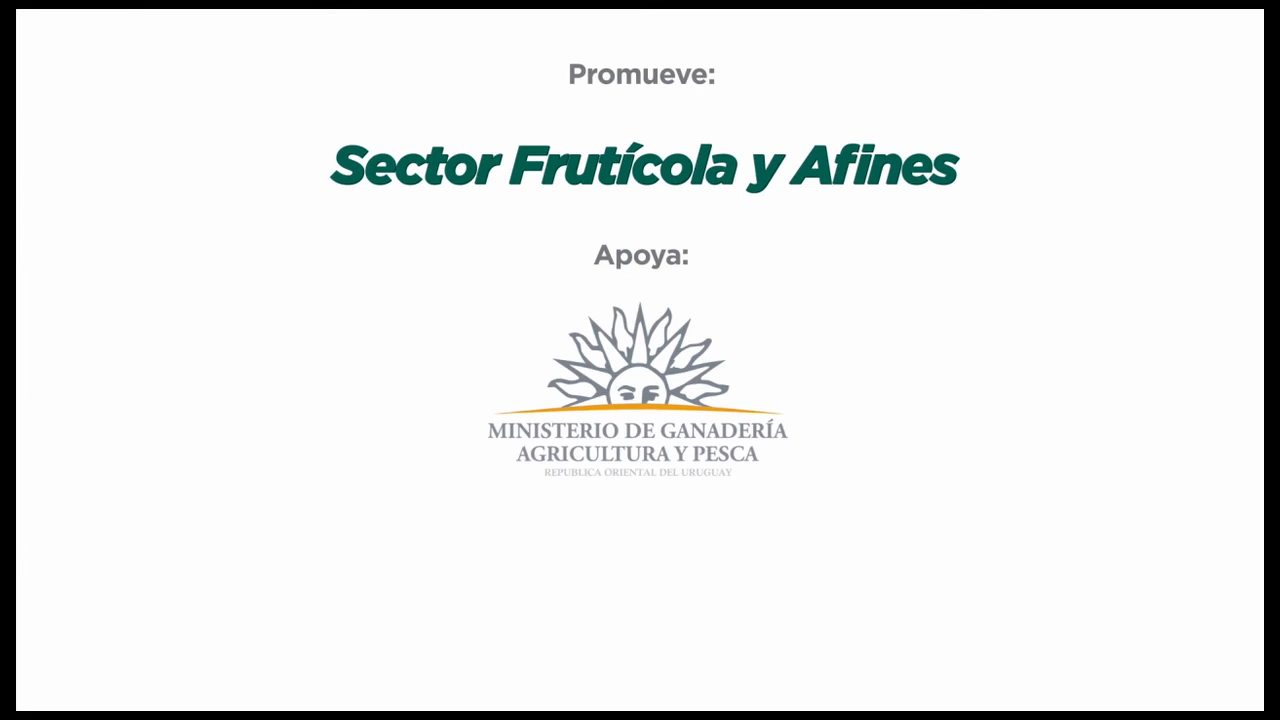 Promueve:
Sector Frutícola y Afines
Apoya:
MINISTERIO DE GANADERÍA
AGRICULTURA Y PESCA
REPUBLICA ORIENTAL DEL URUGUAY